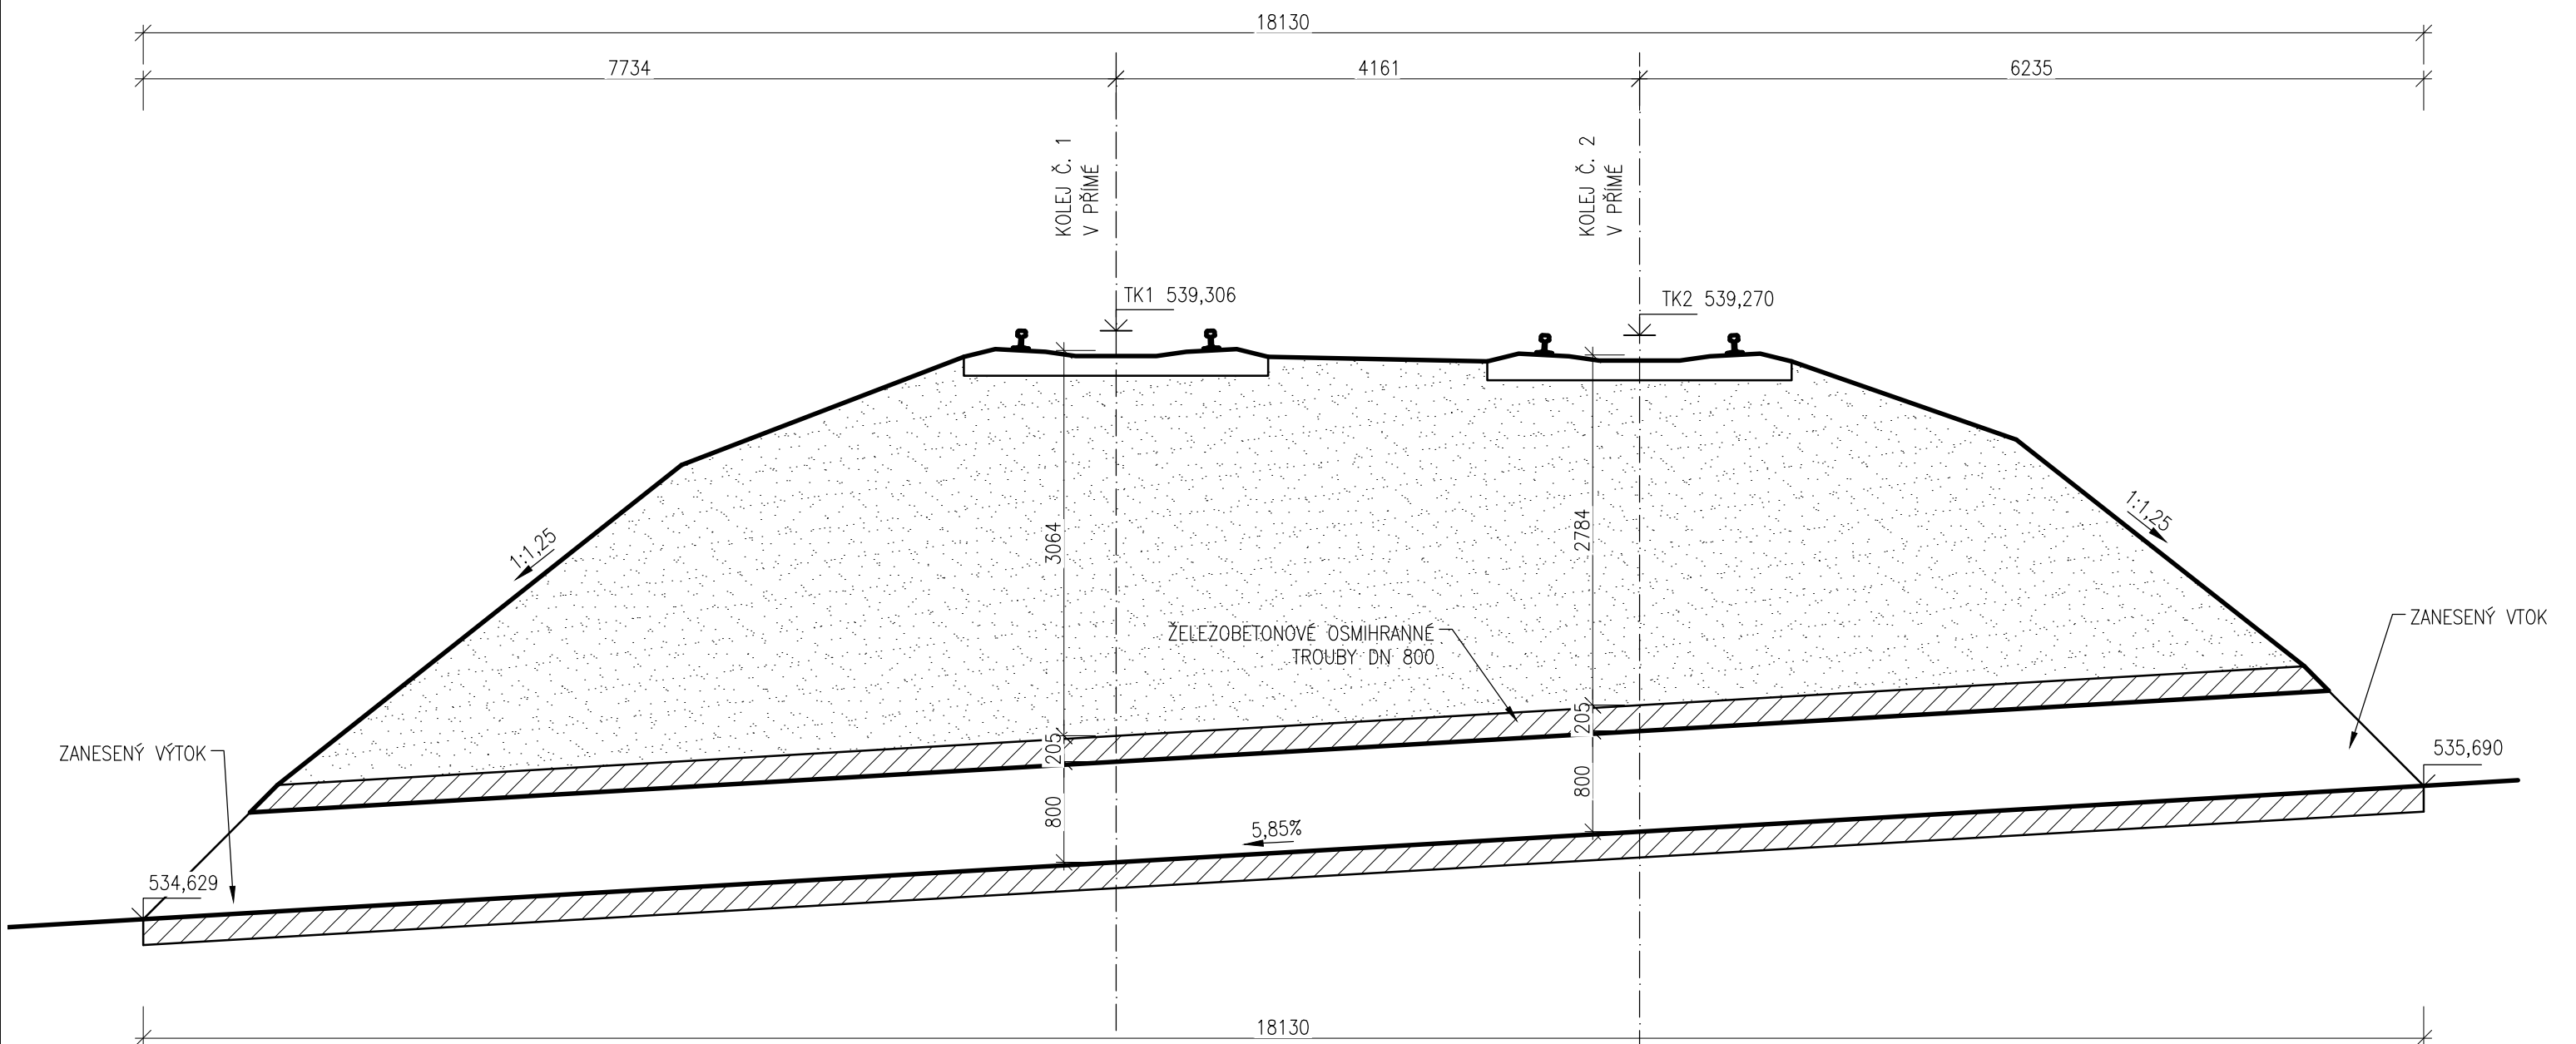 18130
7734
4161
6235
KOLEJ Č. 1
V PŘÍMÉ
KOLEJ Č. 2
V PŘÍMÉ
TK1 539,306
TK2 539,270
1:1,25
1:1,25
3064
2784
ŽELEZOBETONOVÉ OSMIHRANNÉ
TROUBY DN 800
ZANESENÝ VTOK
205
205
ZANESENÝ VÝTOK
535,690
800
800
5,85%
534,629
18130